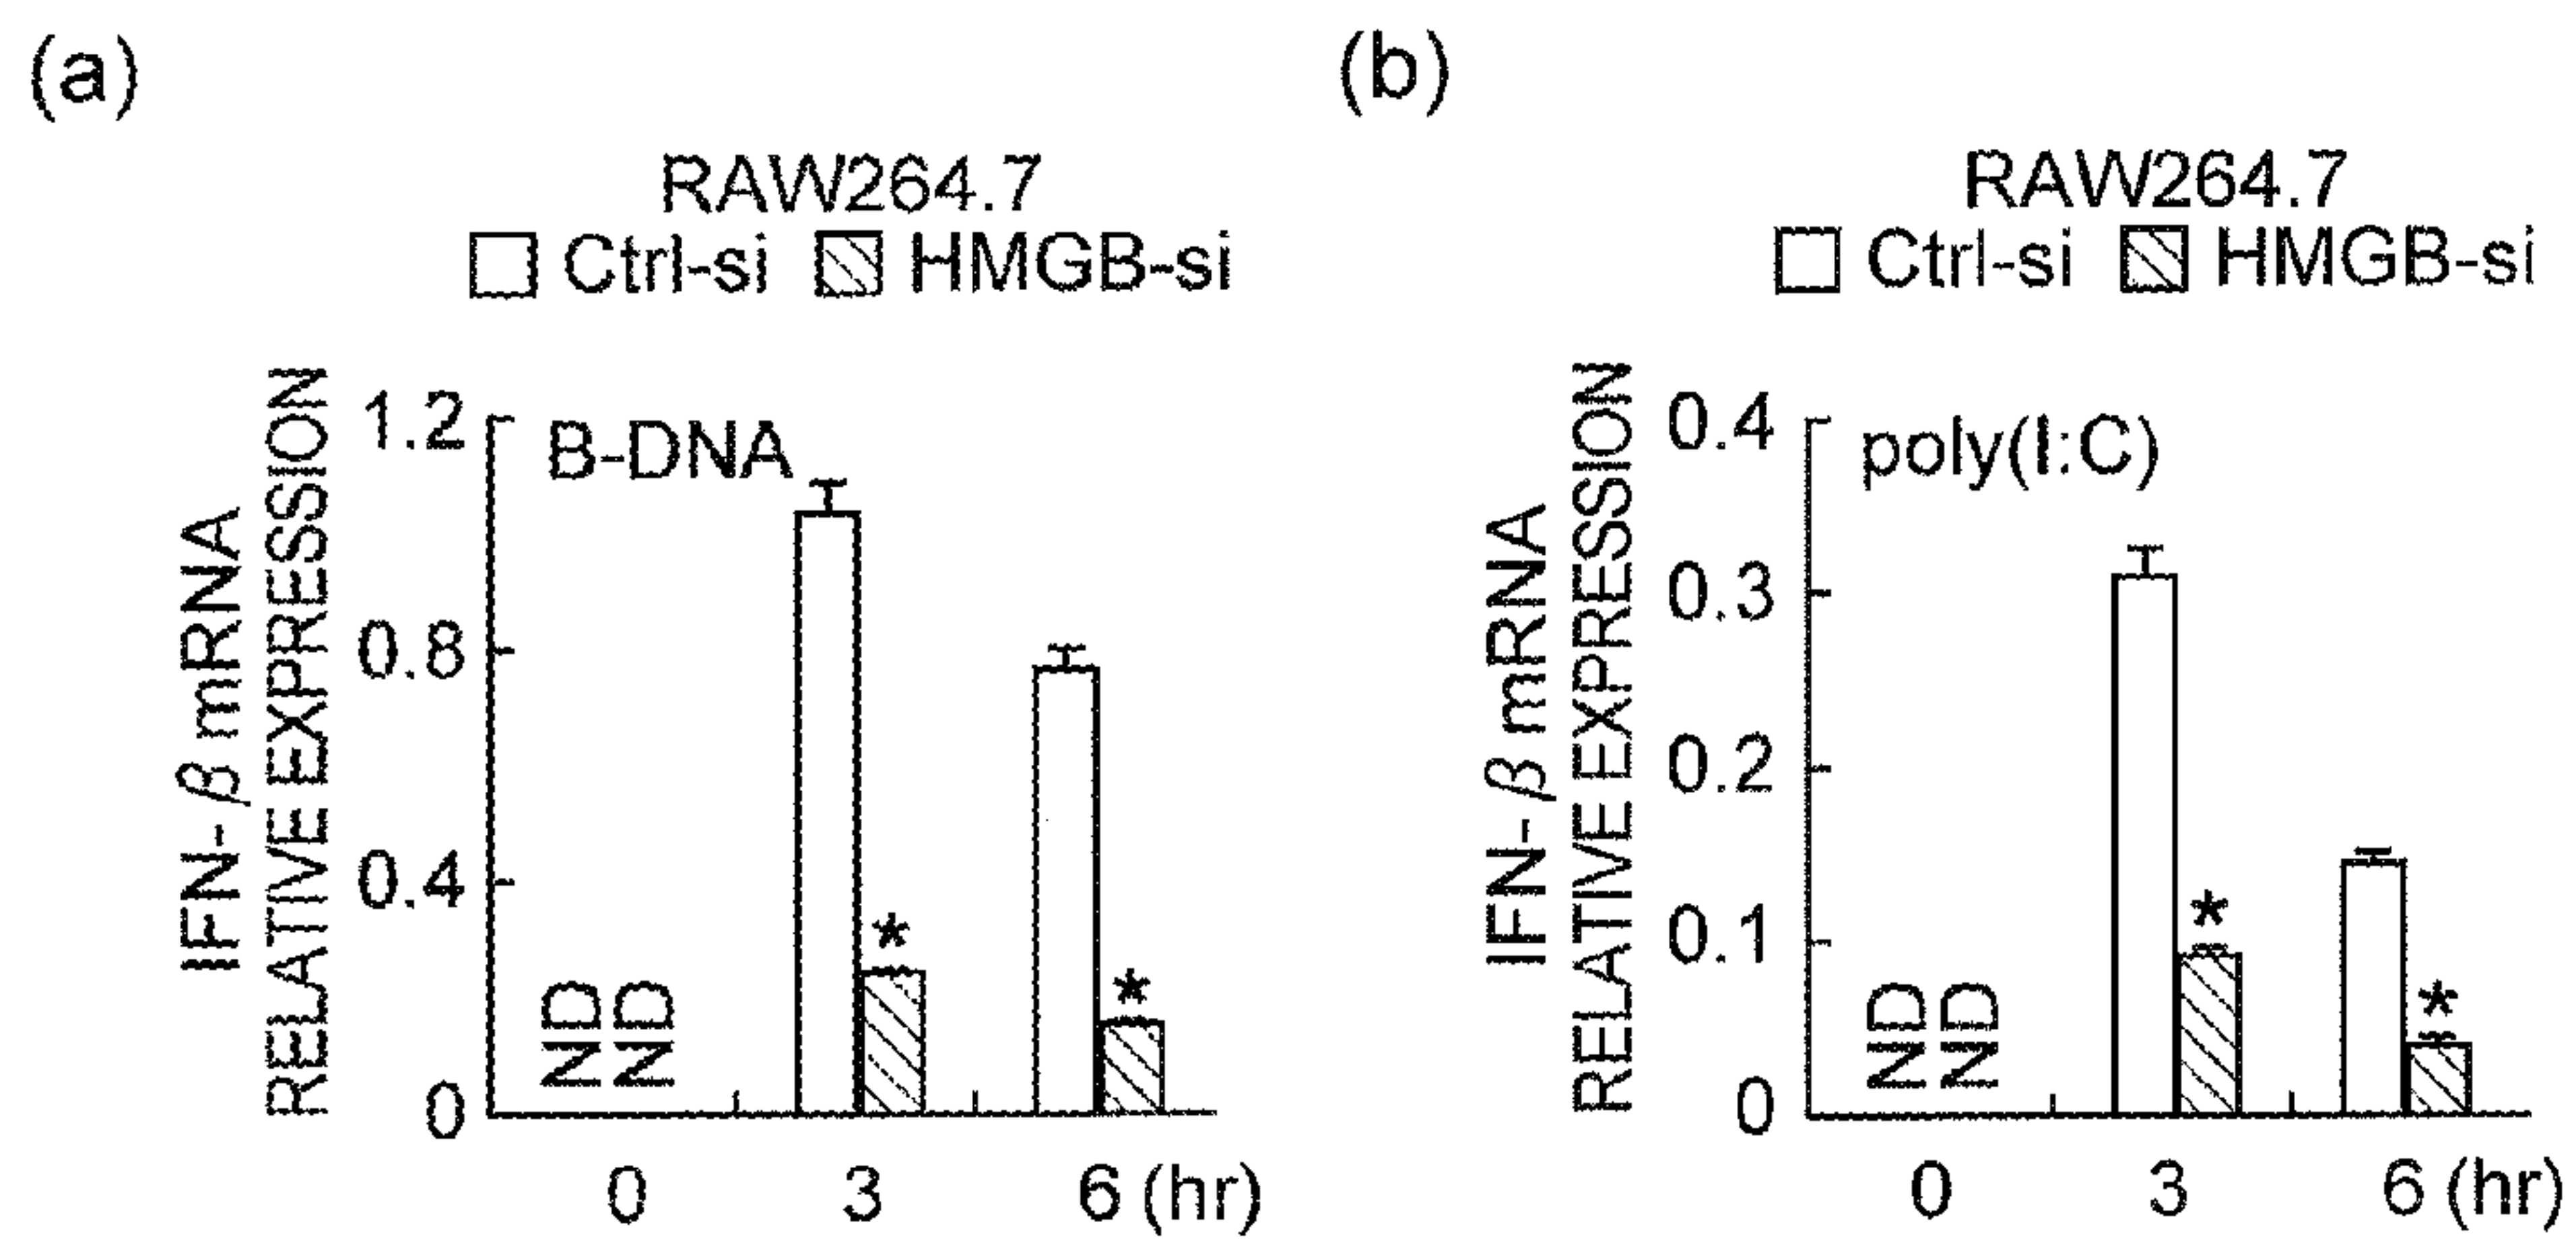 (a)
RAW264.7
Ctrl-si HMGB-si
IFN-β mRNA
RELATIVE EXPRESSION
1.2
0.8
0.4
0
B-DNA
ND
ND
*
*
0 3 6 (hr)
(b)
RAW264.7
Ctrl-si HMGB-si
IFN-β mRNA
RELATIVE EXPRESSION
0.4
0.3
0.2
0.1
0
poly(I:C)
ND
ND
*
*
0 3 6 (hr)